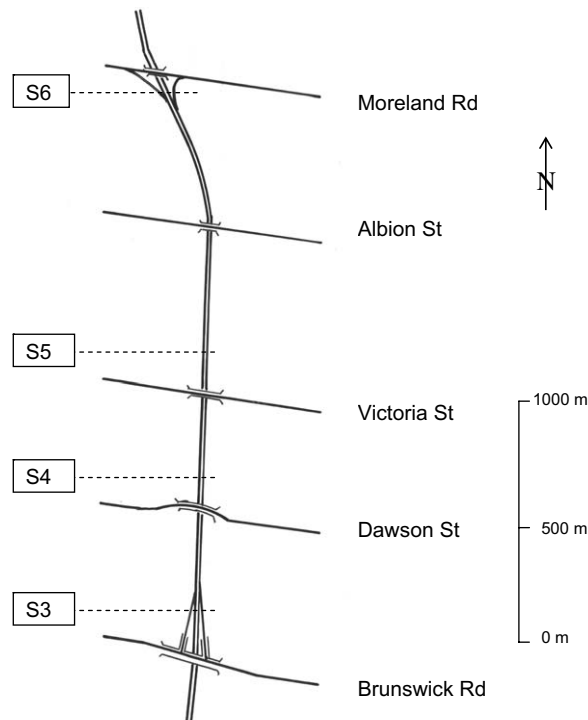 S6
Moreland Rd
N
Albion St
S5
1000 m
Victoria St
S4
500 m
Dawson St
S3
0 m
Brunswick Rd